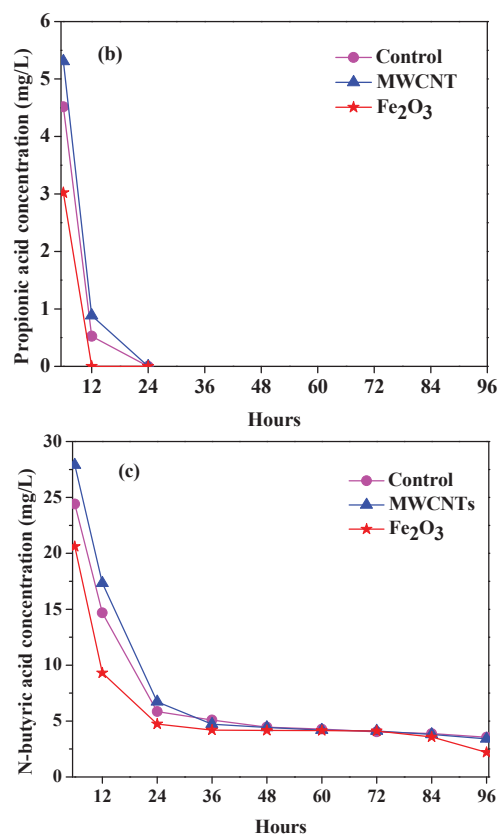 (b)
Control
MWCNT
Fe2O3
Propionic acid concentration (mg/L)
6
5
4
3
2
1
0
12 24 36 48 60 72 84 96
Hours
(c)
Control
MWCNTs
Fe2O3
N-butyric acid concentration (mg/L)
30
25
20
15
10
5
0
12 24 36 48 60 72 84 96
Hours